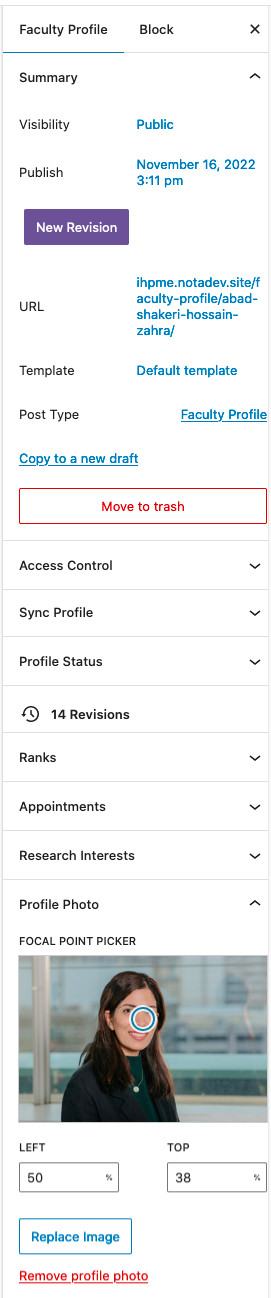 Faculty Profile Block
Summary
Visibility Public
Publish November 16, 2022
3:11 pm
New Revision
URL ihpme.notadev.site/f
aculty-profile/abad-
shakeri-hossain-
zahra/
Template Default template
Post Type Faculty Profile
Copy to a new draft
Move to trash
Access Control
Sync Profile
Profile Status
14 Revisions
Ranks
Appointments
Research Interests
Profile Photo
FOCAL POINT PICKER
LEFT TOP
50 % 38 %
Replace Image
Remove profile photo